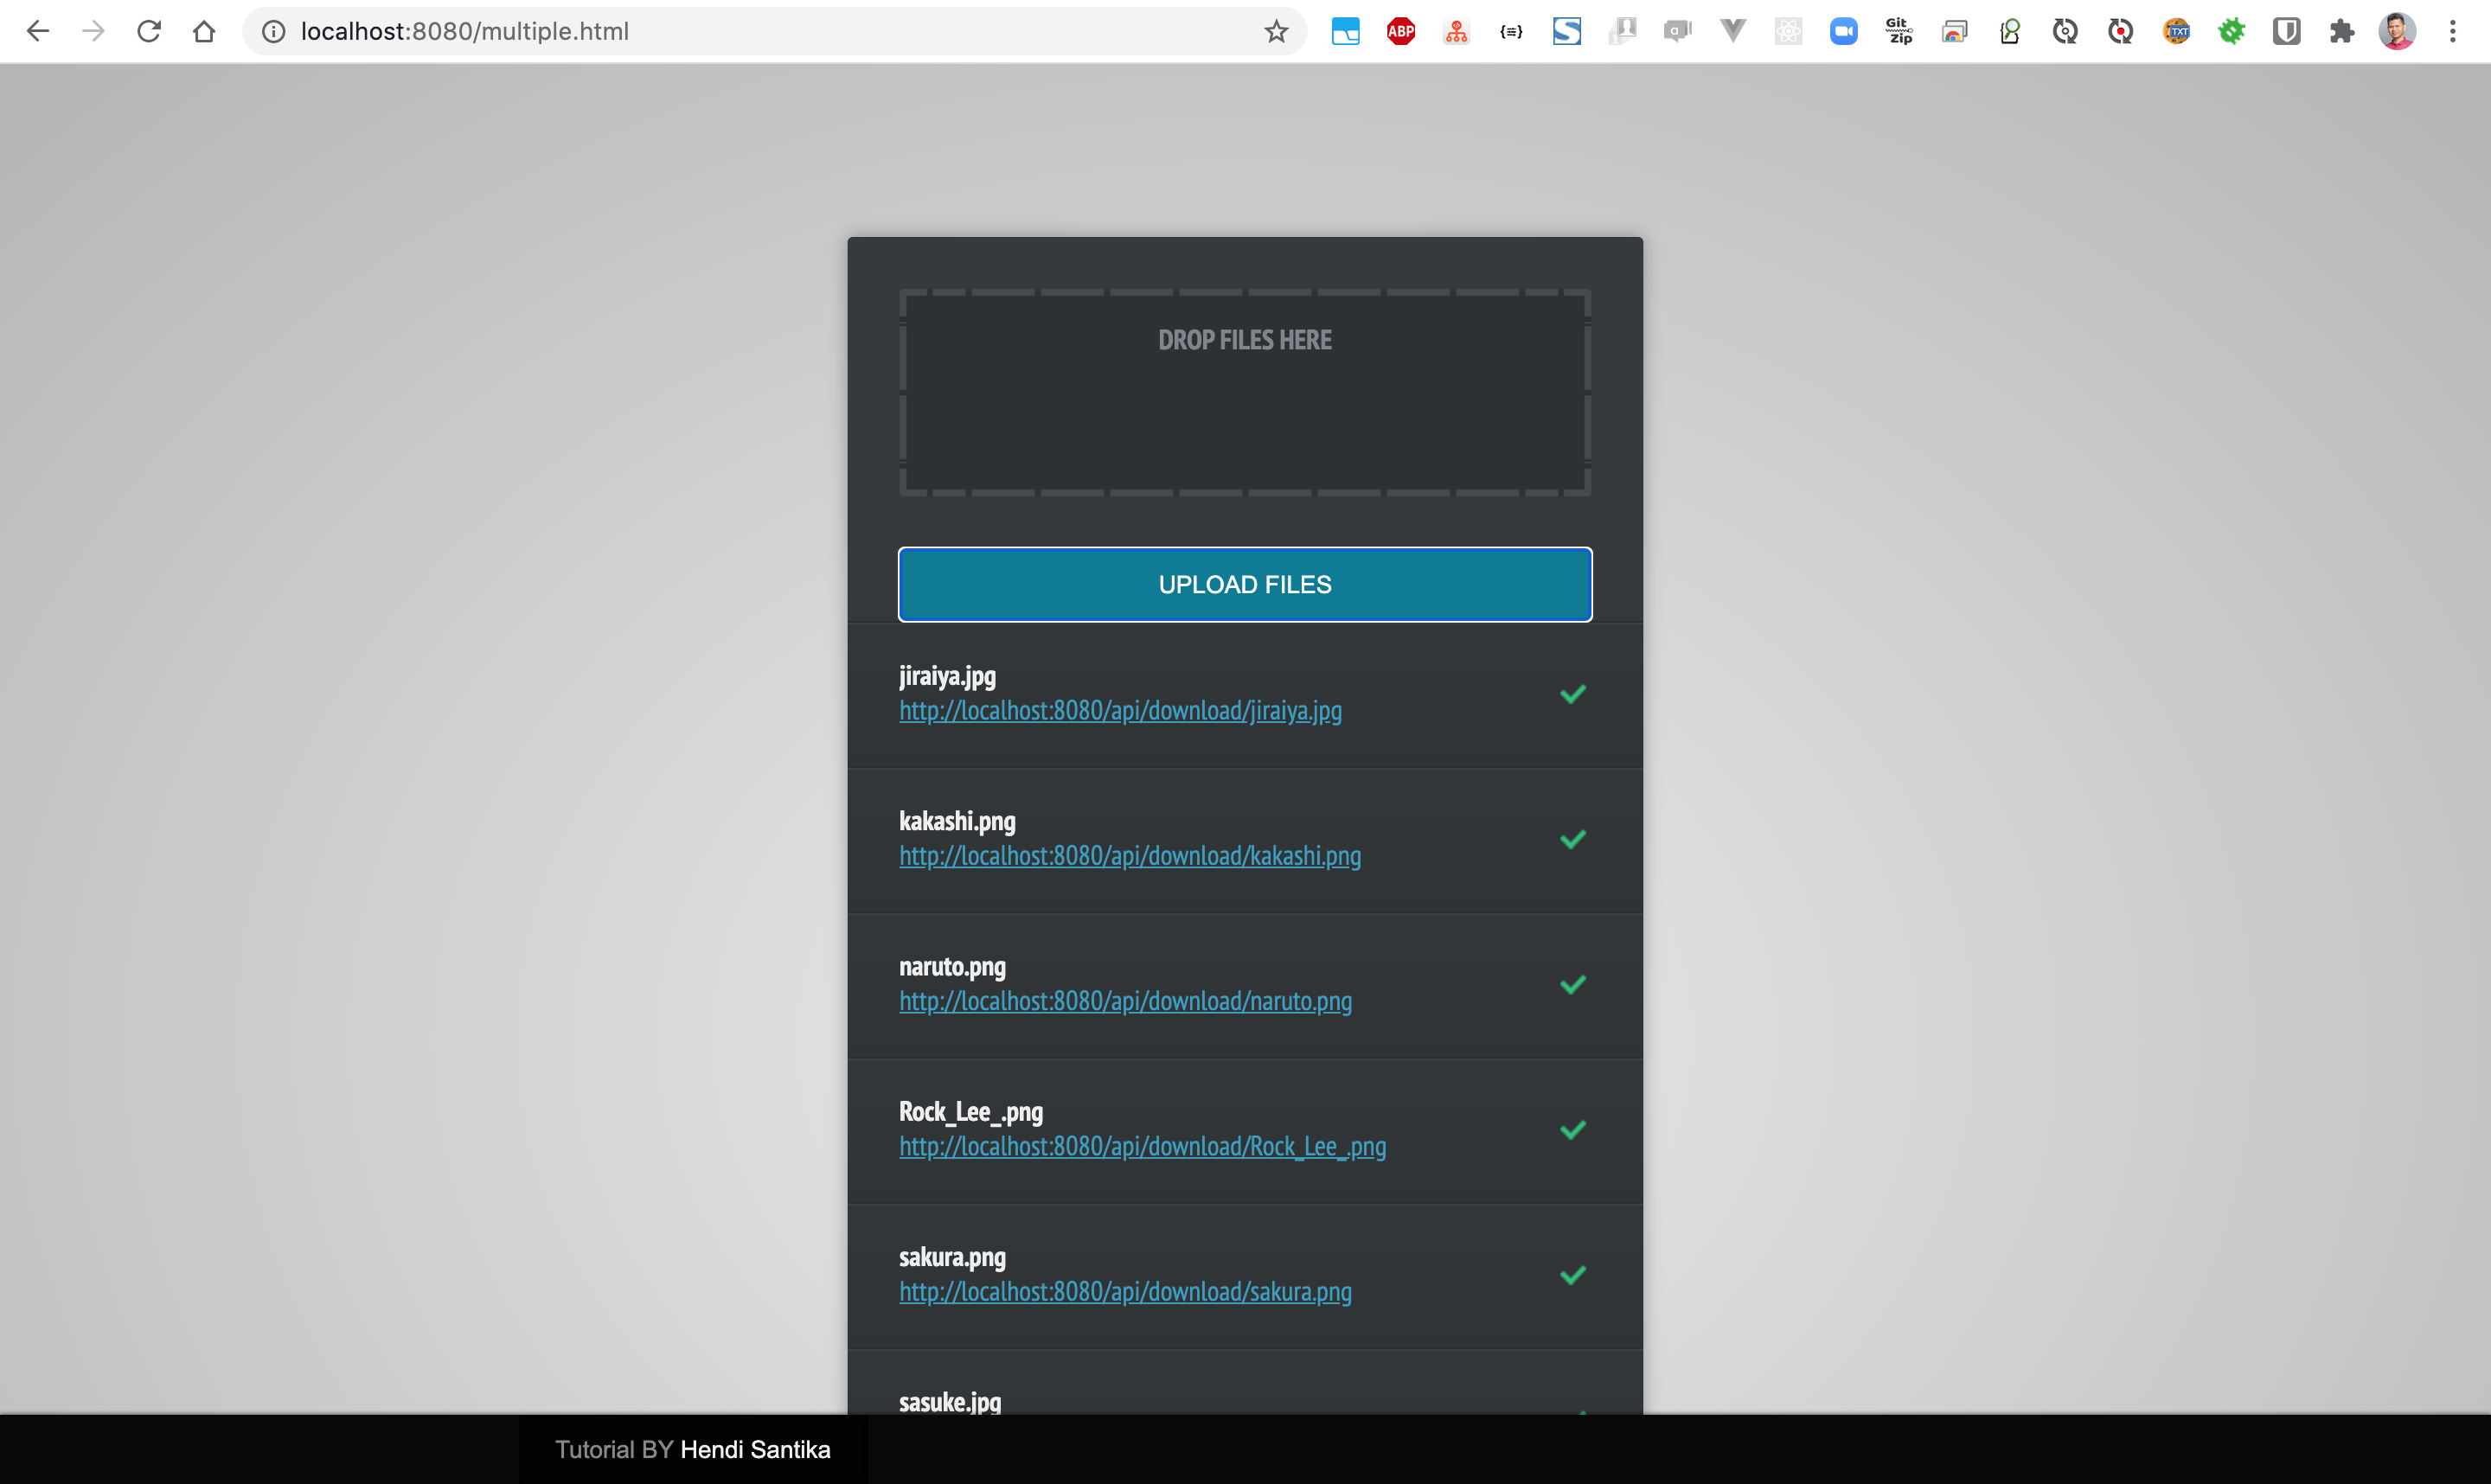 localhost:8080/multiple.html
ABP
{≡}
S
a
Git
Zip
TXT
DROP FILES HERE
UPLOAD FILES
jiraiya.jpg
http://localhost:8080/api/download/jiraiya.jpg
kakashi.png
http://localhost:8080/api/download/kakashi.png
naruto.png
http://localhost:8080/api/download/naruto.png
Rock_Lee_.png
http://localhost:8080/api/download/Rock_Lee_.png
sakura.png
http://localhost:8080/api/download/sakura.png
sasuke.jpg
Tutorial BY Hendi Santika